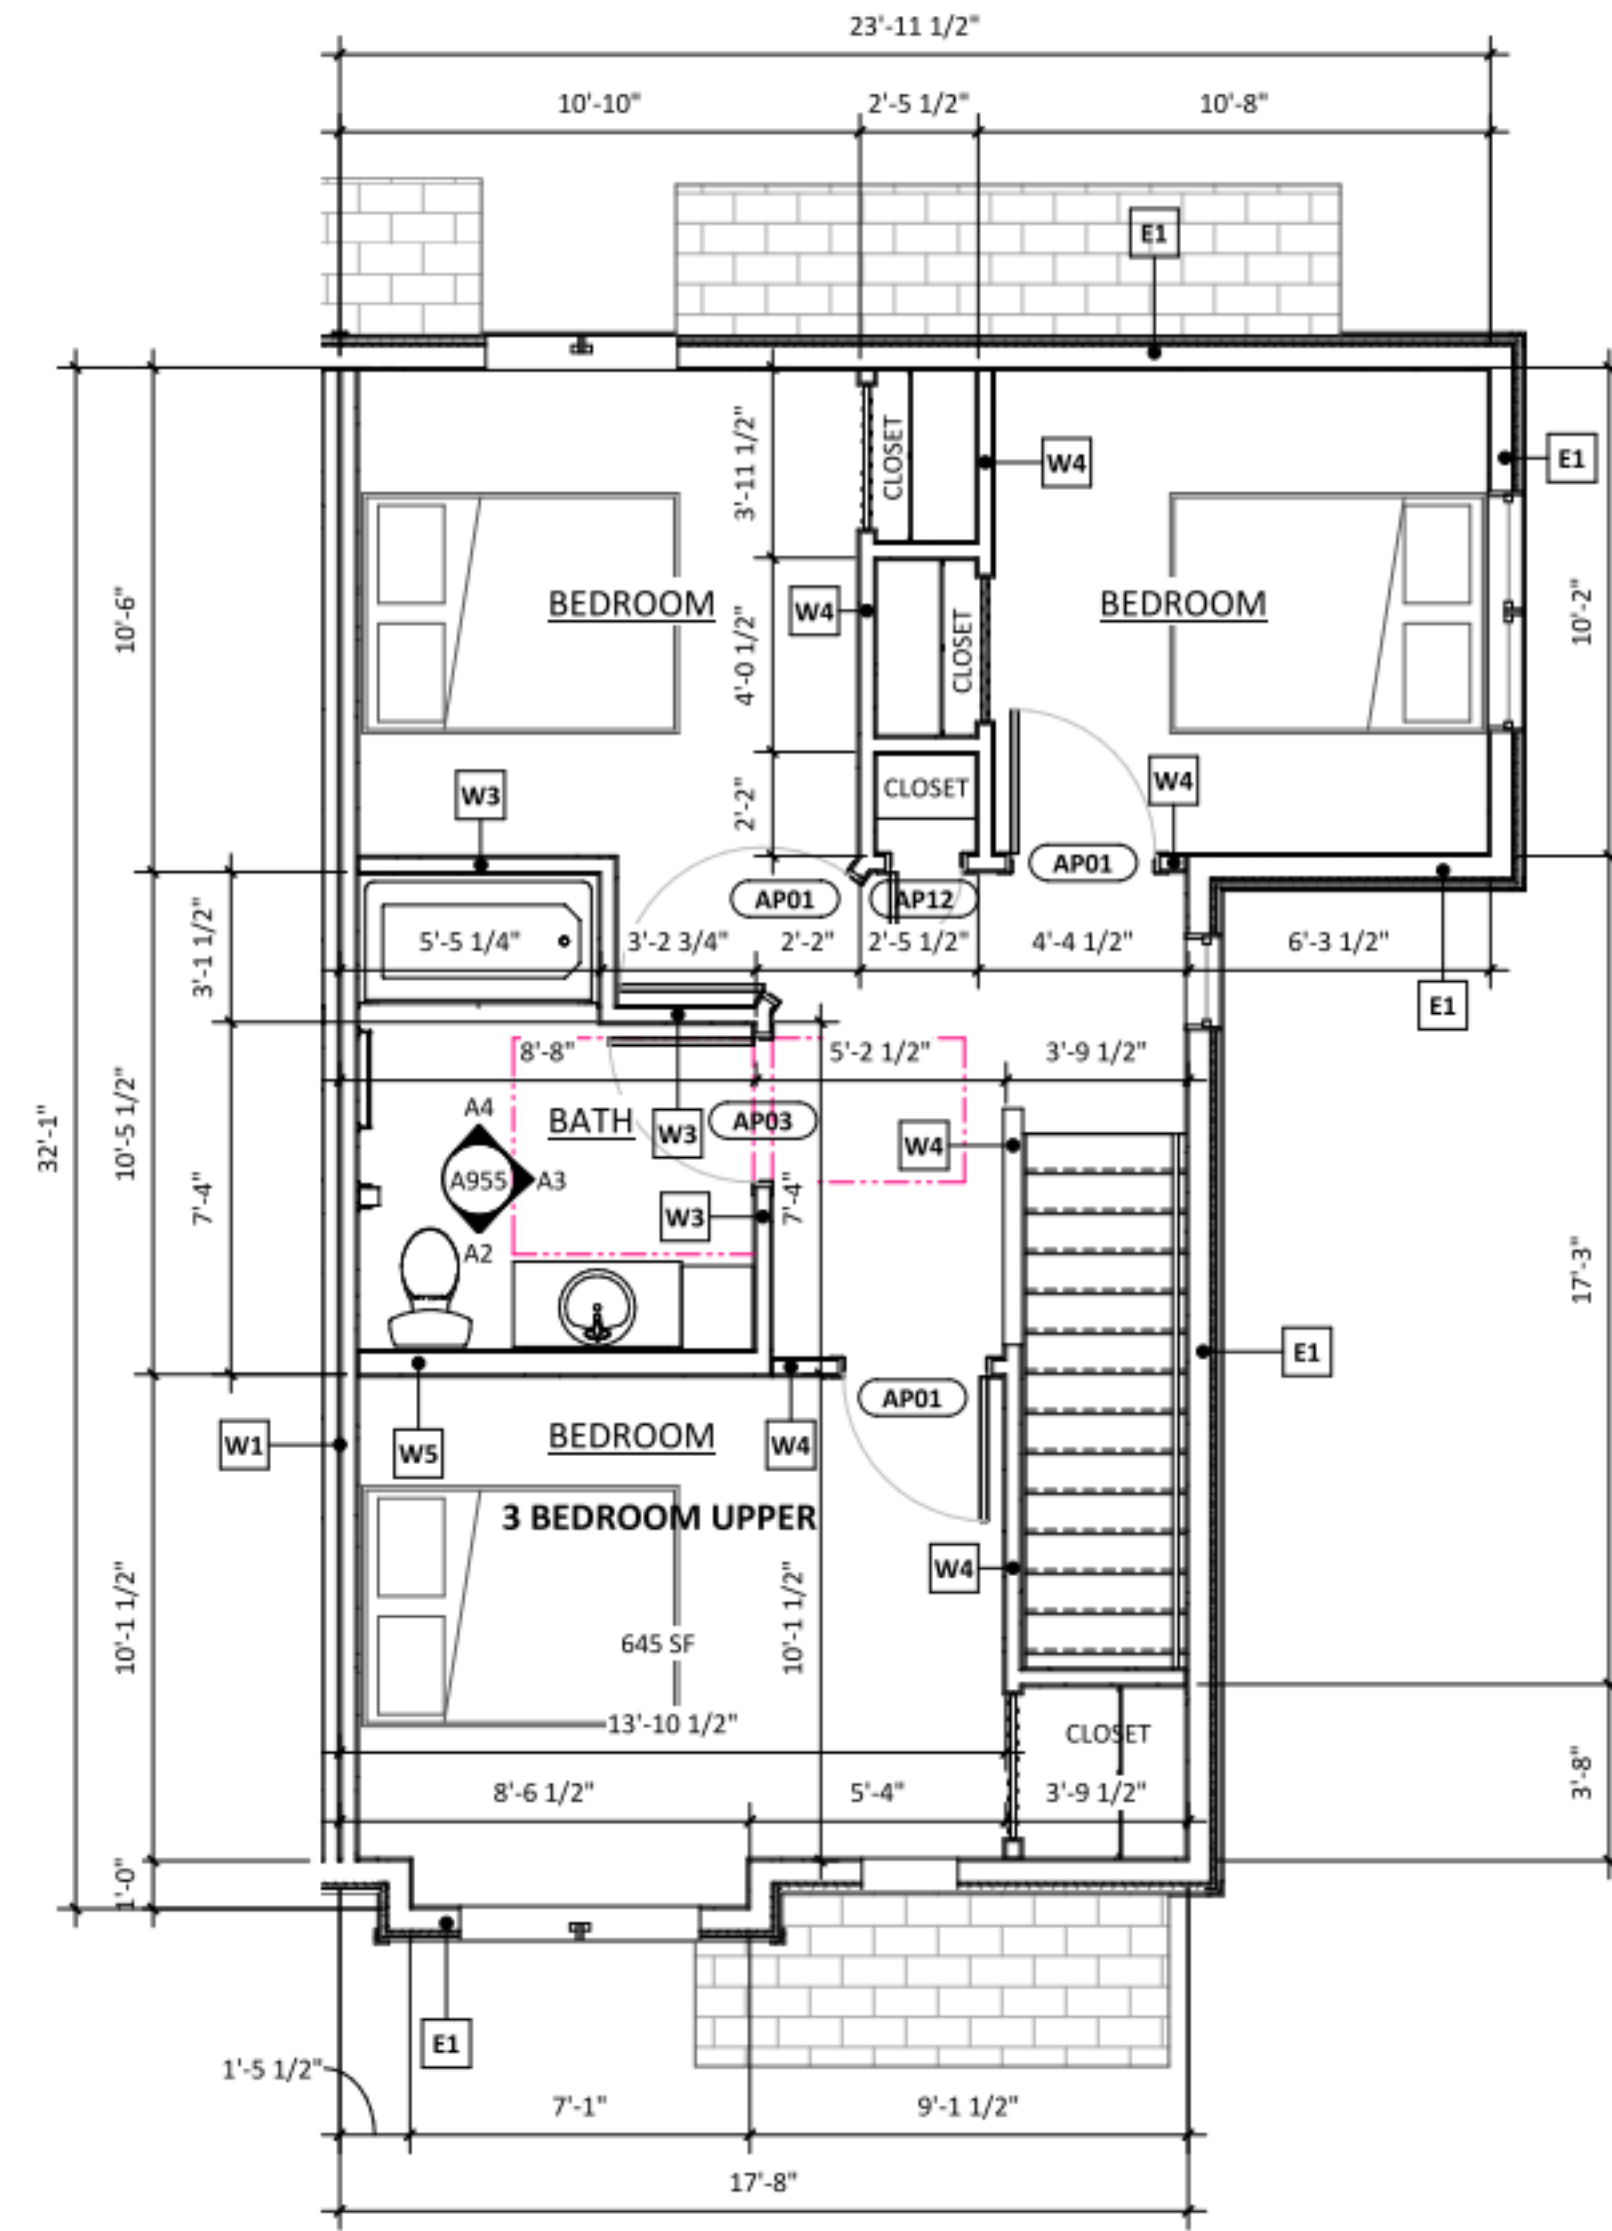 23'-11 1/2"
10'-10"
2'-5 1/2"
10'-8"
E1
3'-11 1/2"
CLOSET
W4
E1
10'-6"
BEDROOM
W4
4'-0 1/2"
CLOSET
BEDROOM
10'-2"
W3
2'-2"
CLOSET
W4
AP01
AP01
AP12
3'-1 1/2"
5'-5 1/4"
3'-2 3/4"
2'-2"
2'-5 1/2"
4'-4 1/2"
6'-3 1/2"
E1
8'-8"
5'-2 1/2"
3'-9 1/2"
32'-1"
10'-5 1/2"
A4
BATH
W3
AP03
W4
A955
A3
7'-4"
W3
7'-4"
A2
17'-3"
E1
AP01
W1
W5
BEDROOM
W4
3 BEDROOM UPPER
W4
10'-1 1/2"
645 SF
10'-1 1/2"
13'-10 1/2"
CLOSET
8'-6 1/2"
5'-4"
3'-9 1/2"
3'-8"
1'-0"
E1
1'-5 1/2"
7'-1"
9'-1 1/2"
17'-8"